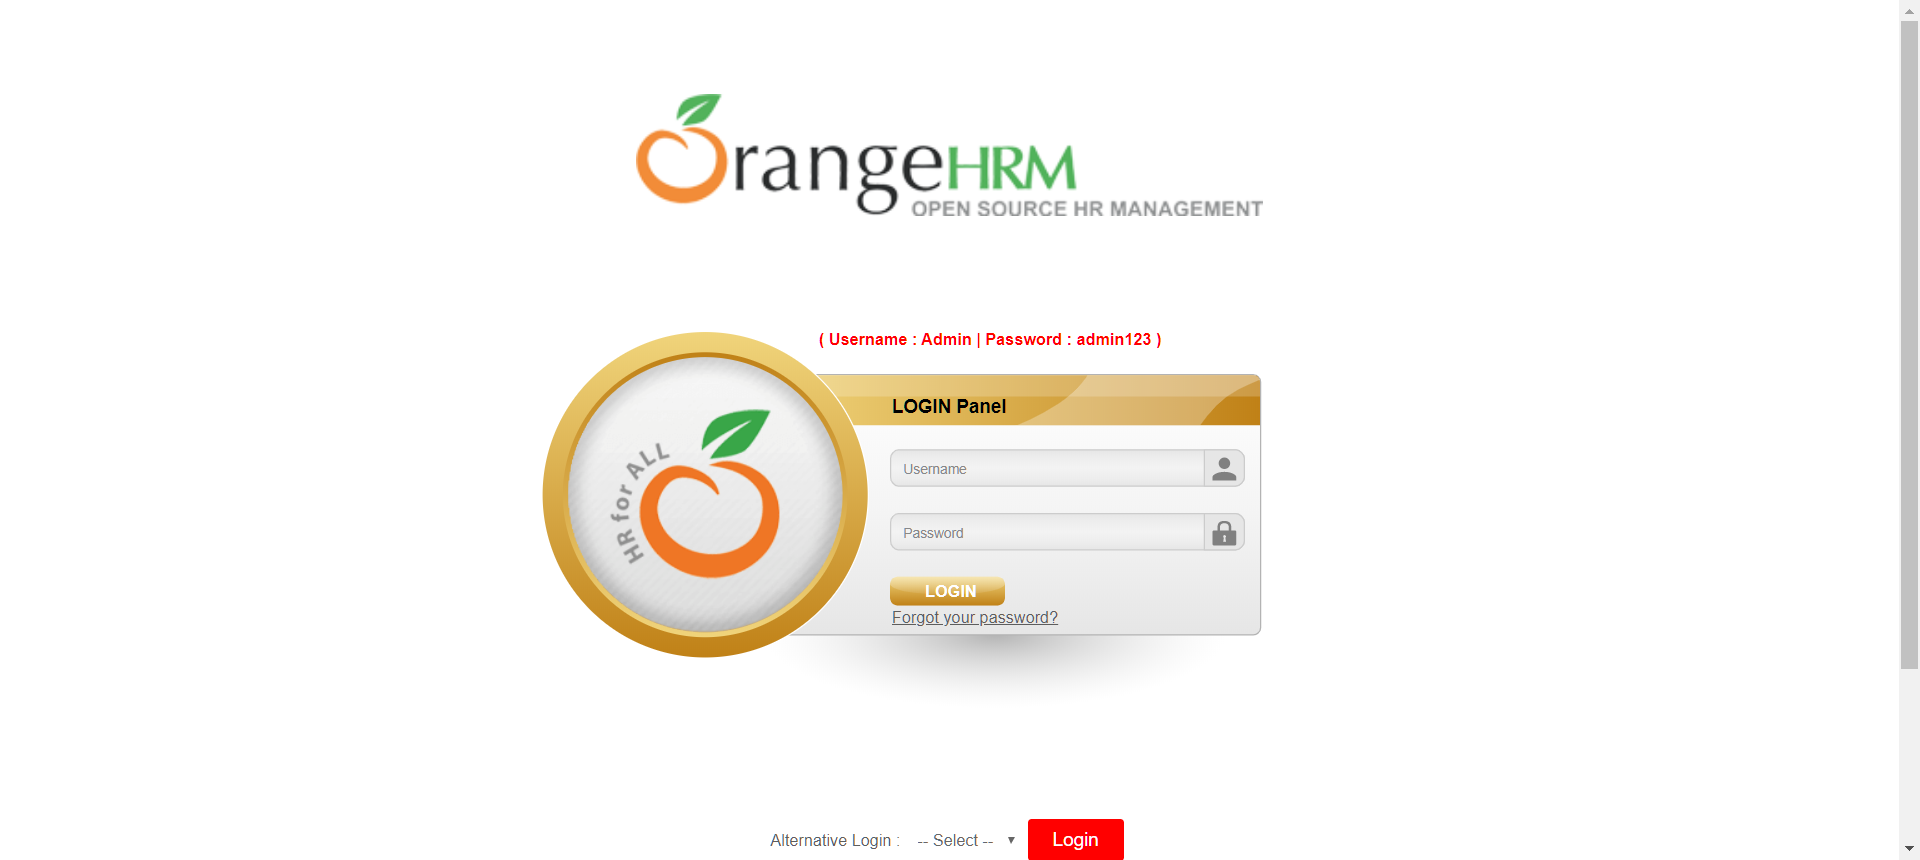 OrangeHRM
OPEN SOURCE HR MANAGEMENT
( Username : Admin | Password : admin123 )
LOGIN Panel
HR for ALL
Username
Password
LOGIN
Forgot your password?
Alternative Login : -- Select -- Login